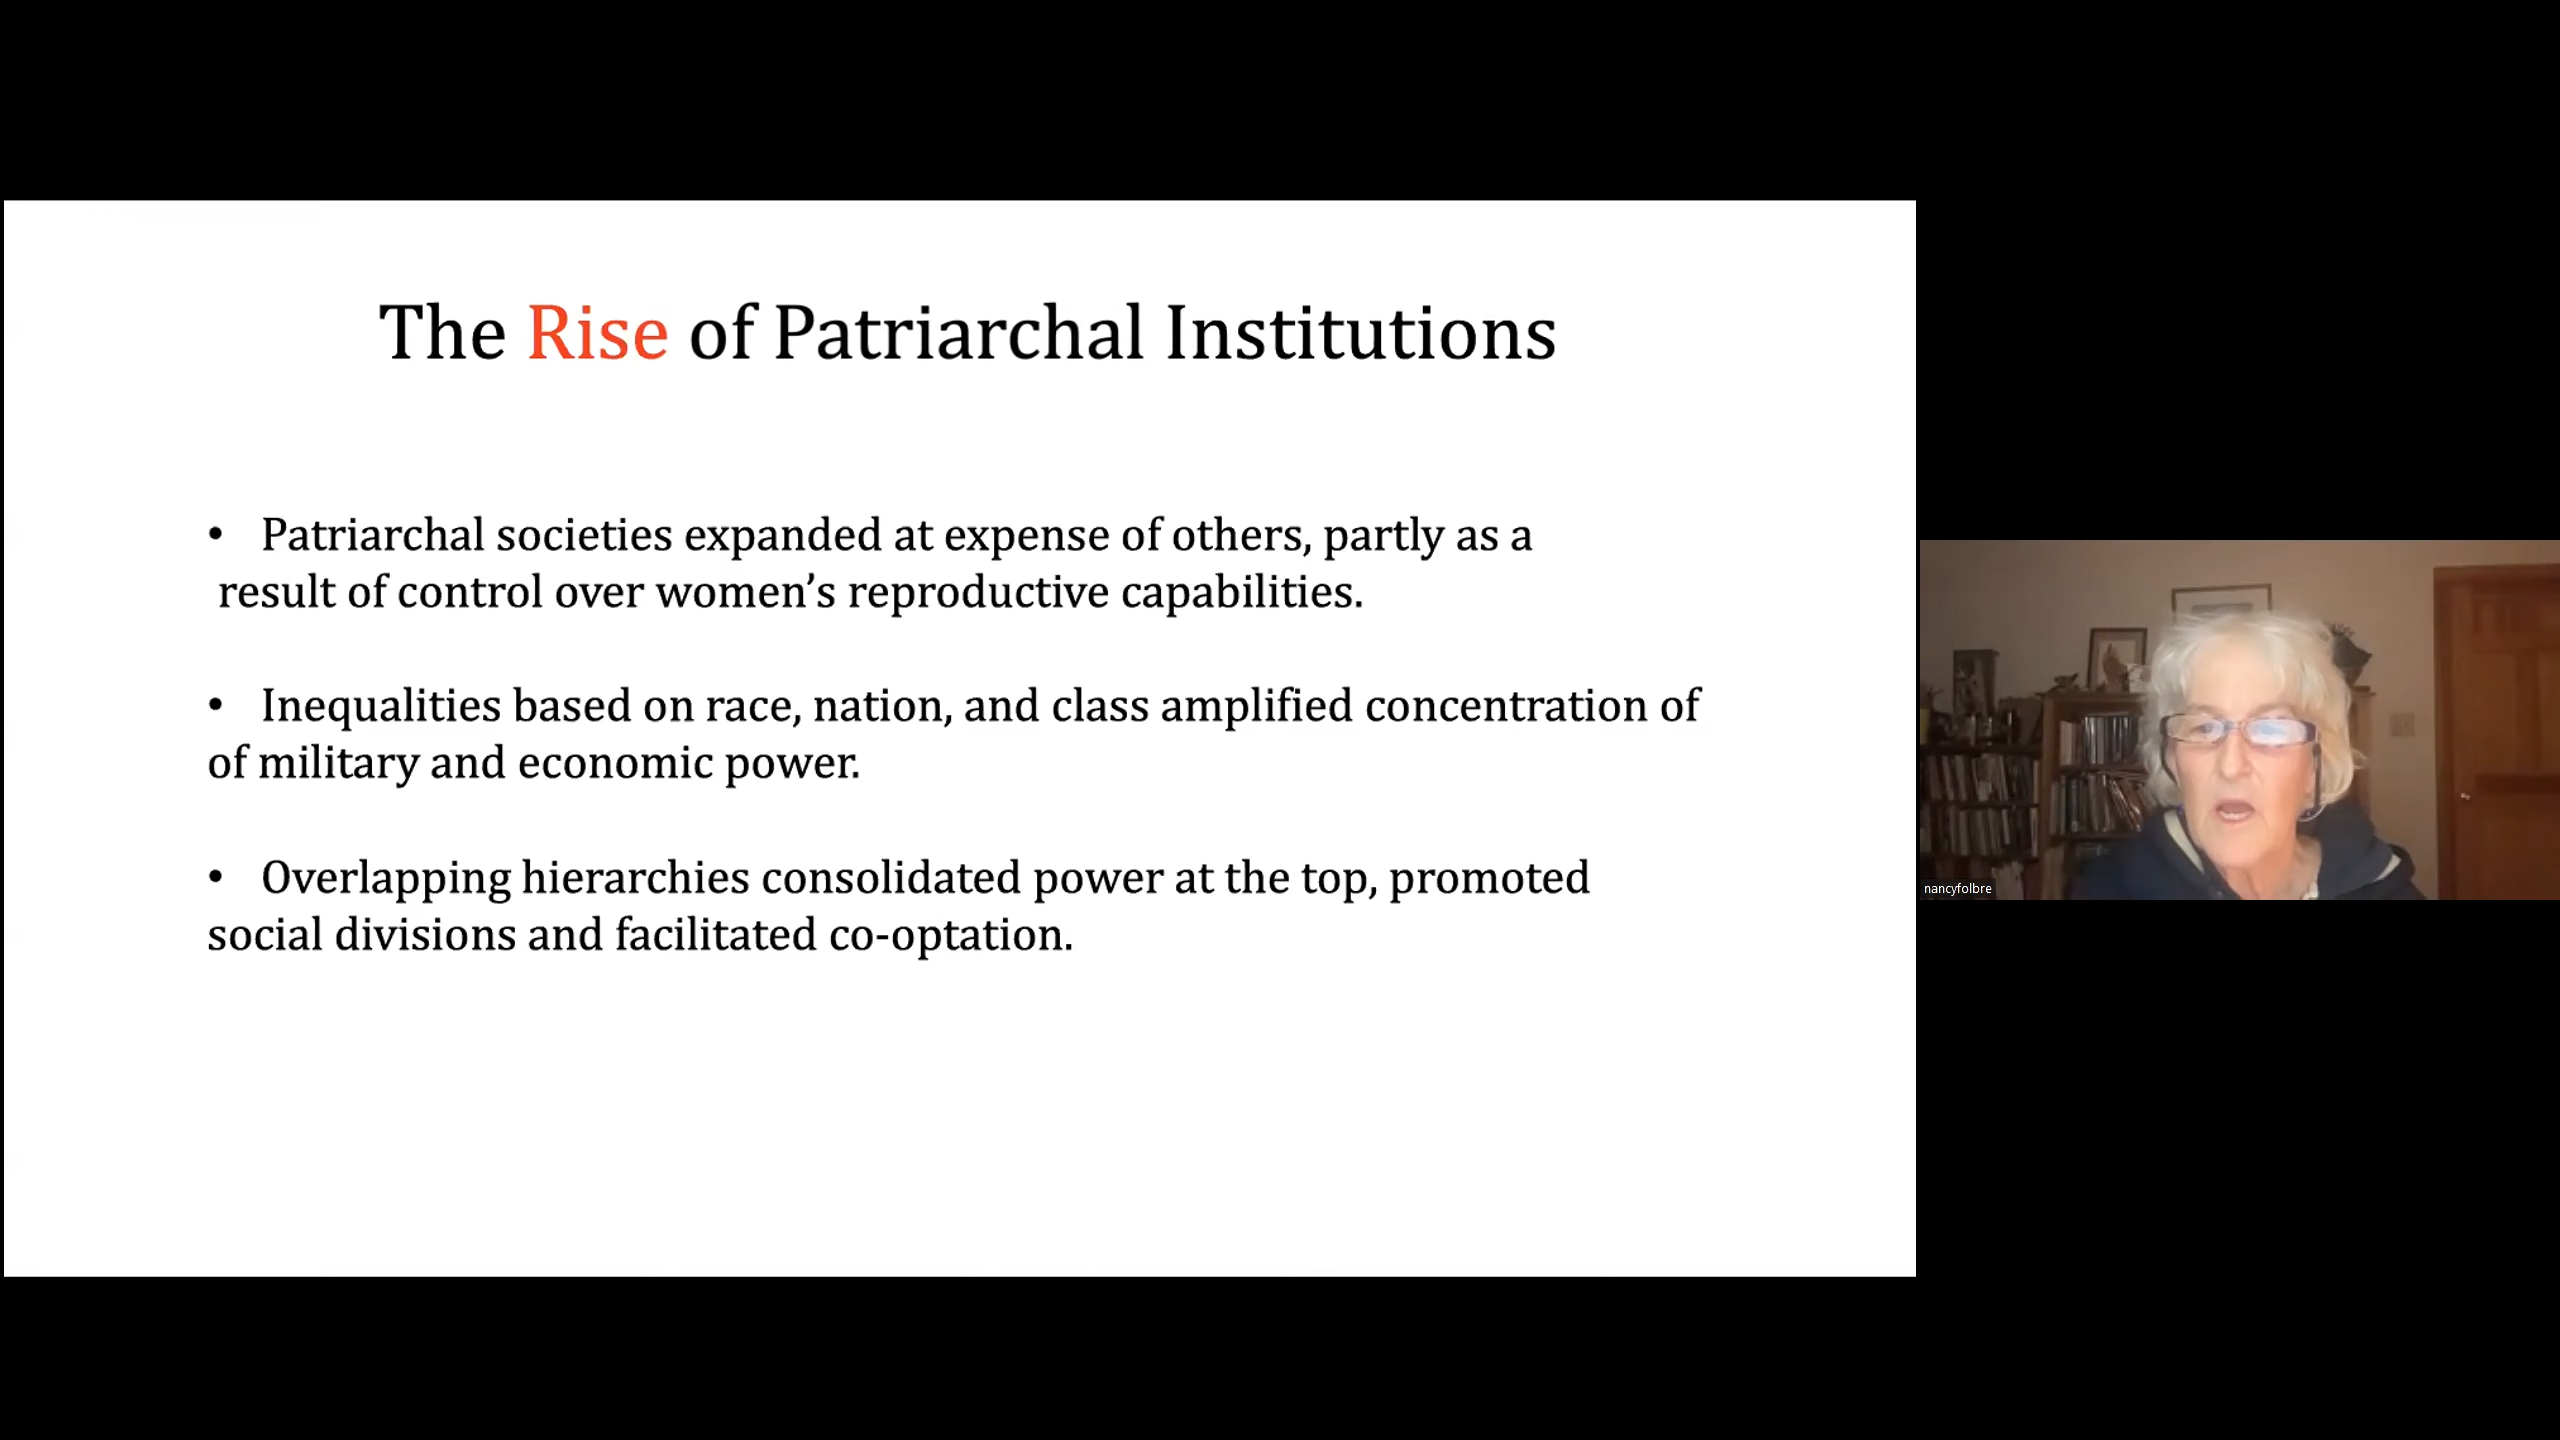 The Rise of Patriarchal Institutions
• Patriarchal societies expanded at expense of others, partly as a
result of control over women’s reproductive capabilities.
• Inequalities based on race, nation, and class amplified concentration of
of military and economic power.
• Overlapping hierarchies consolidated power at the top, promoted
social divisions and facilitated co-optation.
nancyfolbre